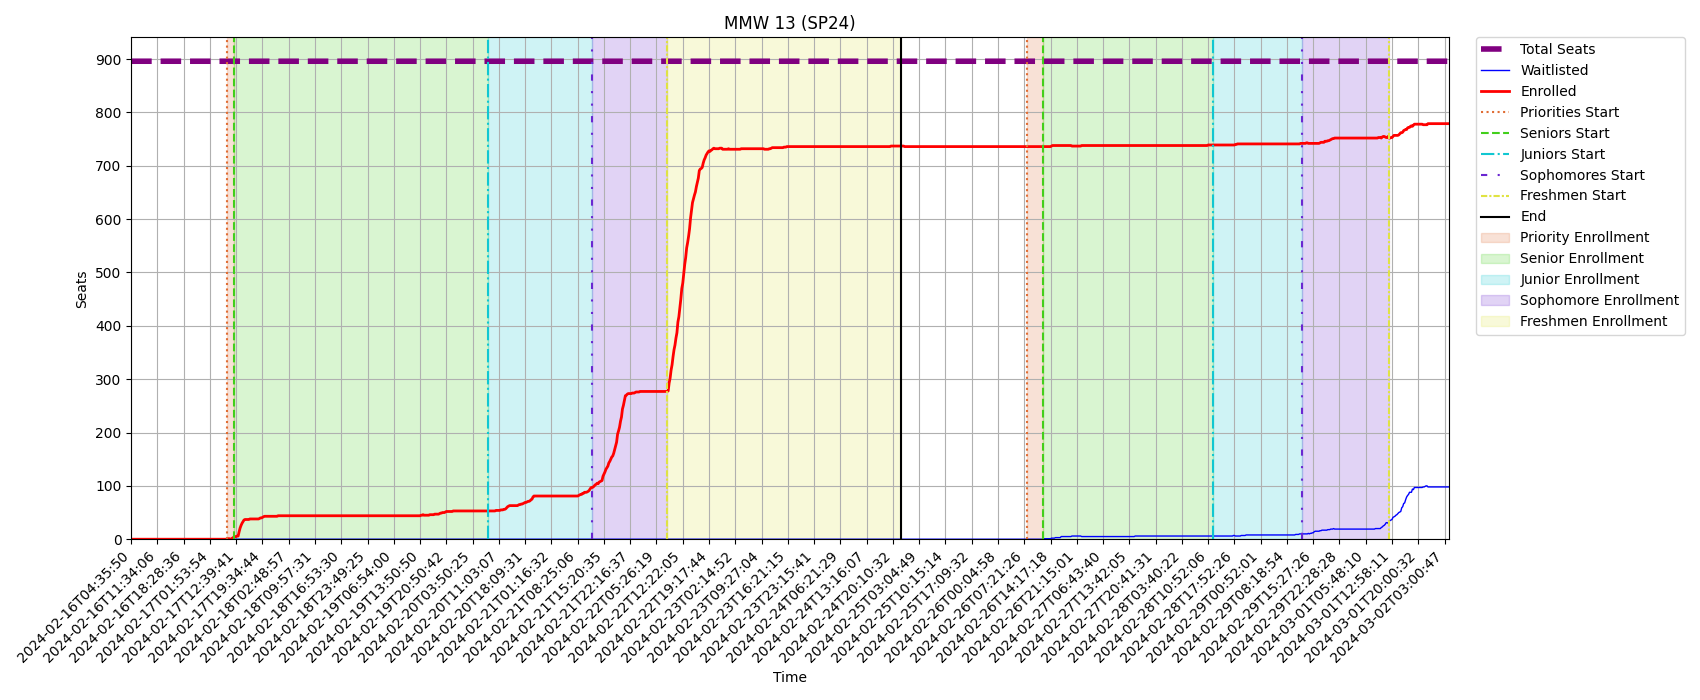 MMW 13 (SP24)
Seats
900
800
700
600
500
400
300
200
100
0
2024-02-16T04:35:50
2024-02-16T11:34:06
2024-02-16T18:28:36
2024-02-17T01:53:54
2024-02-17T12:39:41
2024-02-17T19:34:44
2024-02-18T02:48:57
2024-02-18T09:57:31
2024-02-18T16:53:30
2024-02-18T23:49:25
2024-02-19T06:54:00
2024-02-19T13:50:50
2024-02-19T20:50:42
2024-02-20T03:50:25
2024-02-20T11:03:07
2024-02-20T18:09:31
2024-02-21T01:16:32
2024-02-21T08:25:06
2024-02-21T15:20:35
2024-02-21T22:16:37
2024-02-22T05:26:19
2024-02-22T12:22:05
2024-02-22T19:17:44
2024-02-23T02:14:52
2024-02-23T09:27:04
2024-02-23T16:21:15
2024-02-23T23:15:41
2024-02-24T06:21:29
2024-02-24T13:16:07
2024-02-24T20:10:32
2024-02-25T03:04:49
2024-02-25T10:15:14
2024-02-25T17:09:32
2024-02-26T00:04:58
2024-02-26T07:21:26
2024-02-26T14:17:18
2024-02-26T21:15:01
2024-02-27T06:43:40
2024-02-27T13:42:05
2024-02-27T20:41:31
2024-02-28T03:40:22
2024-02-28T10:52:06
2024-02-28T17:52:26
2024-02-29T00:52:01
2024-02-29T08:18:54
2024-02-29T15:27:26
2024-02-29T22:28:28
2024-03-01T05:48:10
2024-03-01T12:58:11
2024-03-01T20:00:32
2024-03-02T03:00:47
Time
Total Seats
Waitlisted
Enrolled
Priorities Start
Seniors Start
Juniors Start
Sophomores Start
Freshmen Start
End
Priority Enrollment
Senior Enrollment
Junior Enrollment
Sophomore Enrollment
Freshmen Enrollment